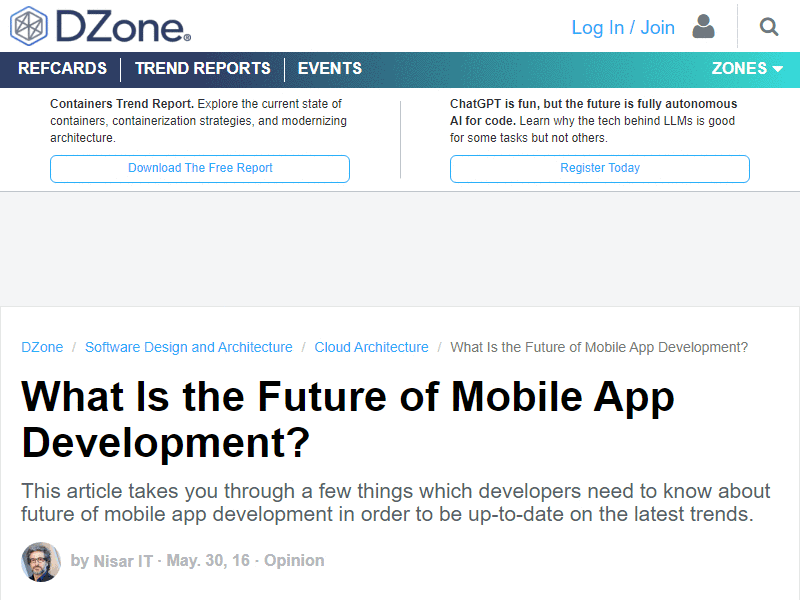 DZone®
Log In / Join
REFCARDS TREND REPORTS EVENTS ZONES
Containers Trend Report. Explore the current state of
containers, containerization strategies, and modernizing
architecture.
Download The Free Report
ChatGPT is fun, but the future is fully autonomous
AI for code. Learn why the tech behind LLMs is good
for some tasks but not others.
Register Today
DZone / Software Design and Architecture / Cloud Architecture / What Is the Future of Mobile App Development?
What Is the Future of Mobile App
Development?
This article takes you through a few things which developers need to know about
future of mobile app development in order to be up-to-date on the latest trends.
by Nisar IT · May. 30, 16 · Opinion